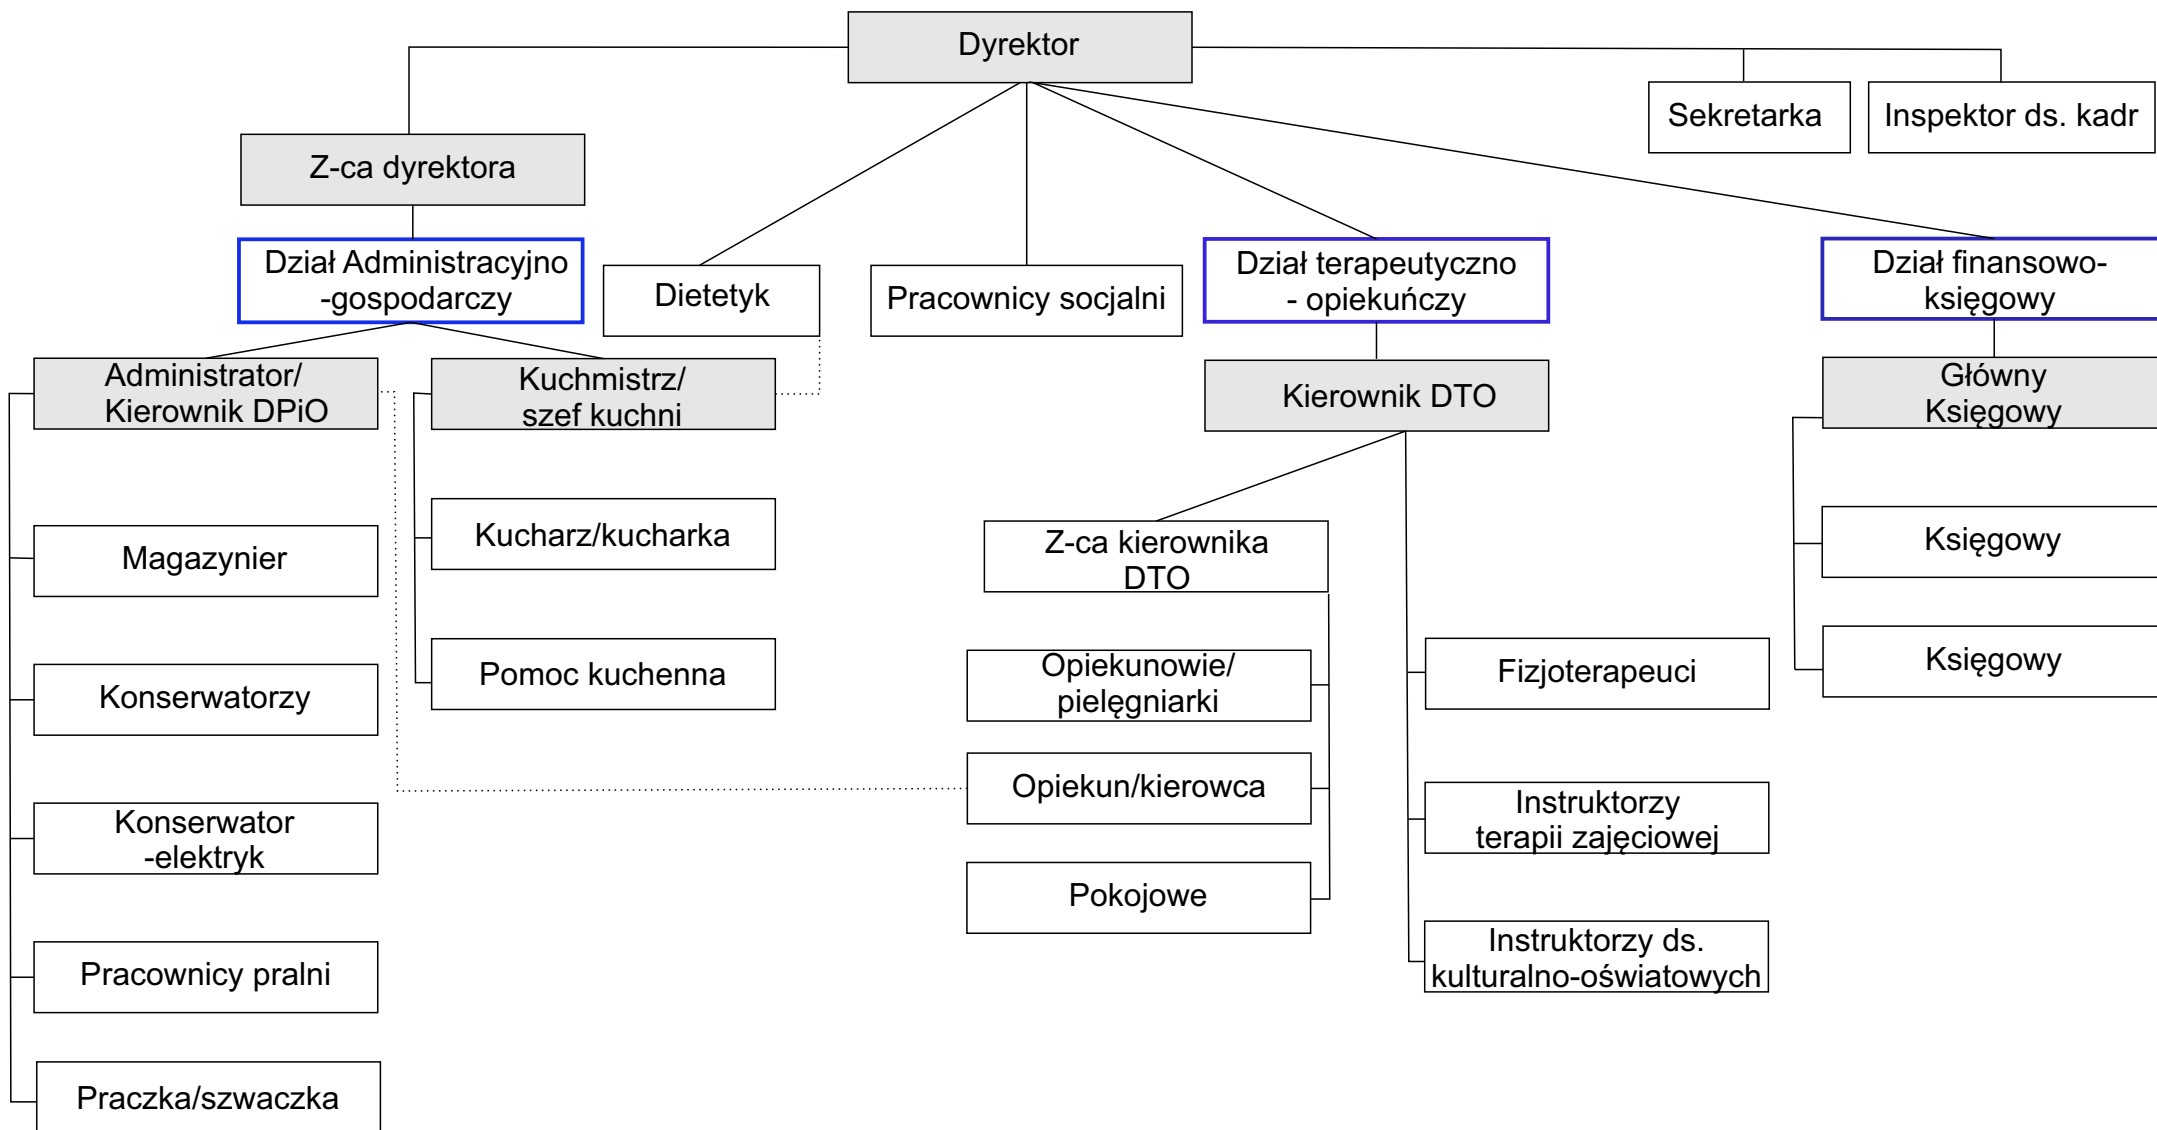 Dyrektor
Sekretarka
Inspektor ds. kadr
Z-ca dyrektora
Dział Administracyjno
-gospodarczy
Dietetyk
Pracownicy socjalni
Dział terapeutyczno
- opiekuńczy
Dział finansowo-
księgowy
Administrator/
Kierownik DPiO
Kuchmistrz/
szef kuchni
Kierownik DTO
Główny
Księgowy
Magazynier
Kucharz/kucharka
Z-ca kierownika
DTO
Księgowy
Konserwatorzy
Pomoc kuchenna
Opiekunowie/
pielęgniarki
Fizjoterapeuci
Księgowy
Konserwator
-elektryk
Opiekun/kierowca
Instruktorzy
terapii zajęciowej
Pokojowe
Pracownicy pralni
Instruktorzy ds.
kulturalno-oświatowych
Praczka/szwaczka